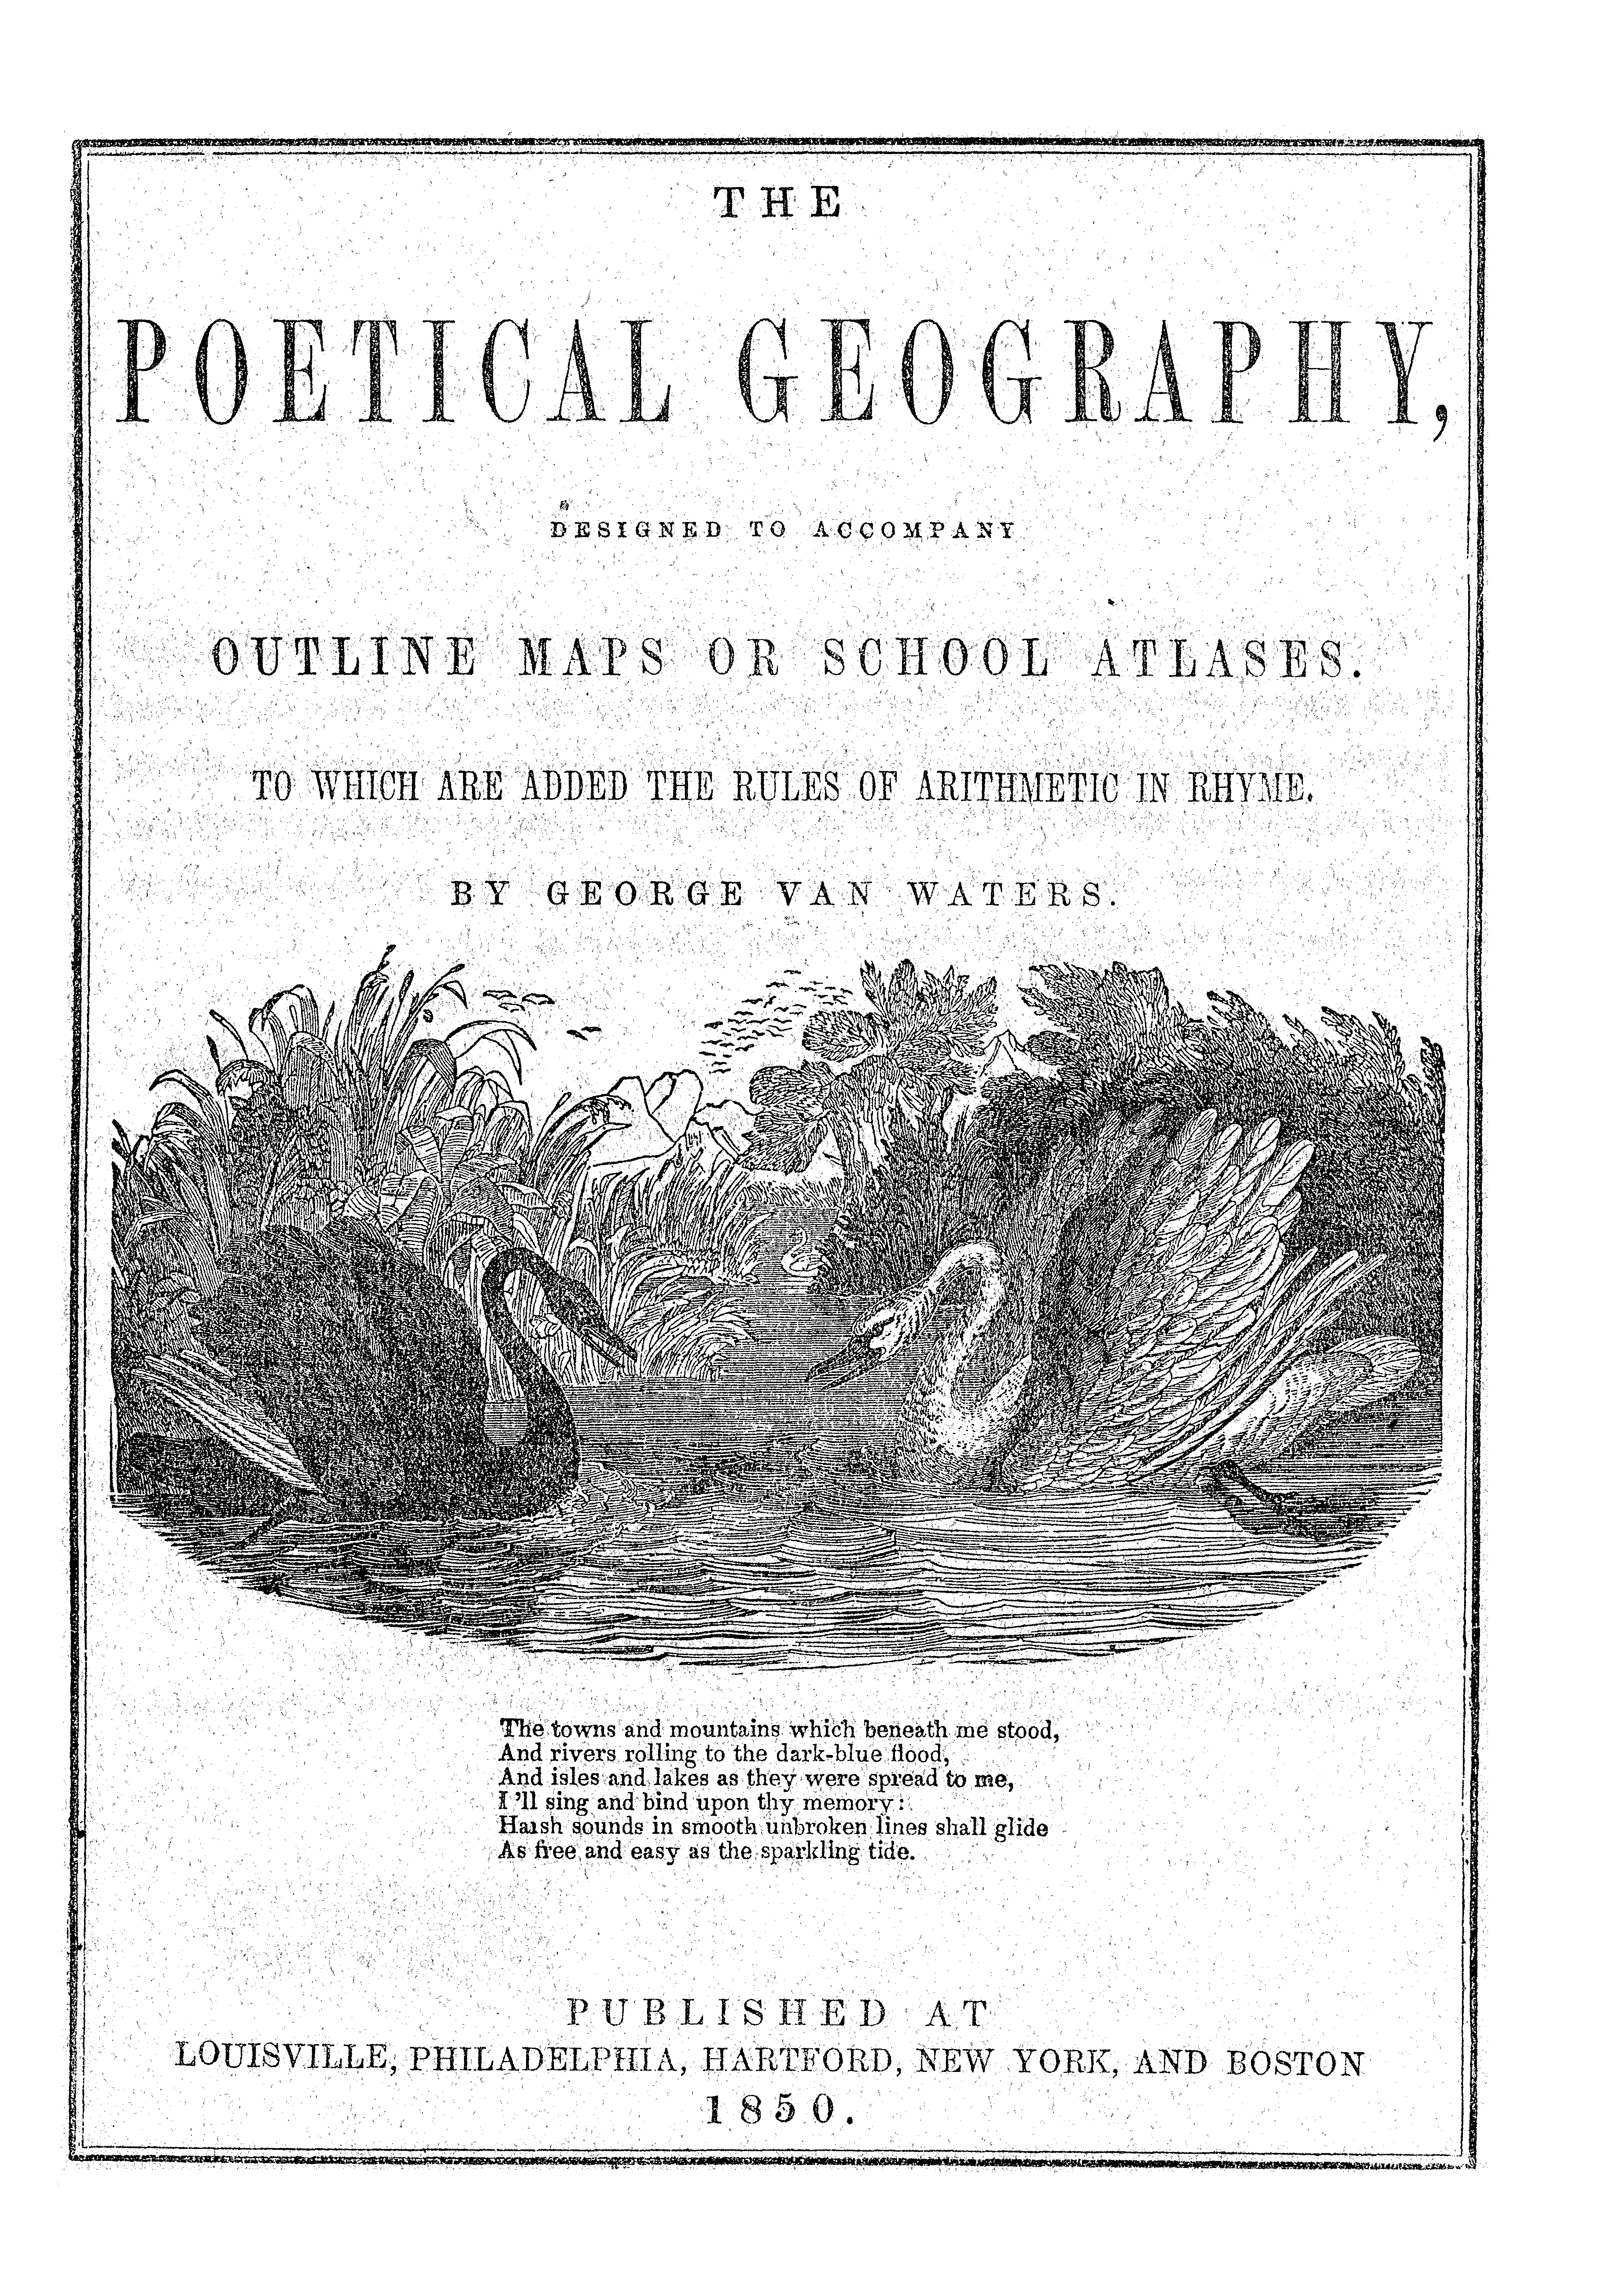 THE
POETICAL GEOGRAPHY,
DESIGNED TO ACCOMPANY
OUTLINE MAPS OR SCHOOL ATLASES.
TO WHICH ARE ADDED THE RULES OF ARITHMETIC IN RHYME.
BY GEORGE VAN WATERS.
The towns and mountains which beneath me stood,
And rivers rolling to the dark-blue flood,
And isles and lakes as they were spread to me,
I 'll sing and bind upon thy memory:
Harsh sounds in smooth unbroken lines shall glide
As free and easy as the sparkling tide.
PUBLISHED AT
LOUISVILLE, PHILADELPHIA, HARTFORD, NEW YORK, AND BOSTON
1850.